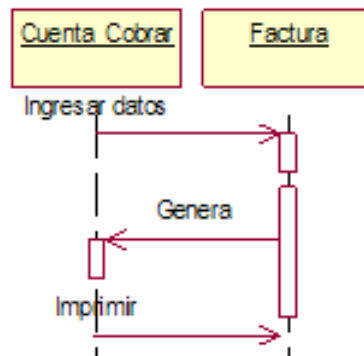 Cuenta Cobrar
Factura
Ingresar datos
Genera
Imprimir